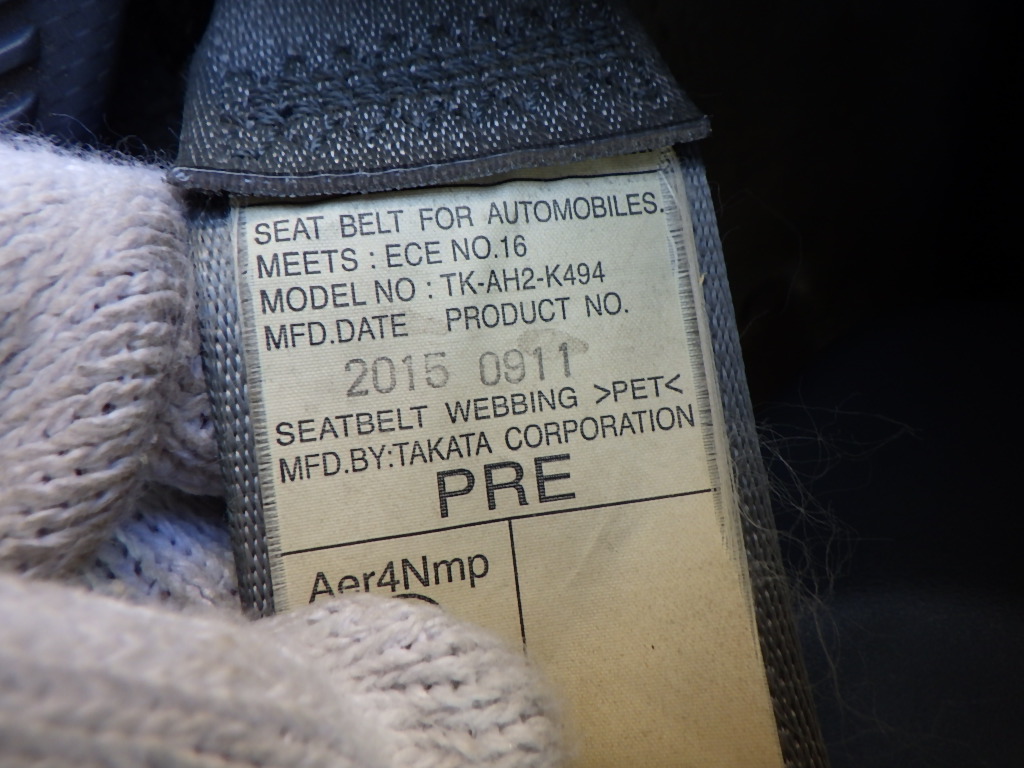 SEAT BELT FOR AUTOMOBILES.
MEETS : ECE NO.16
MODEL NO : TK-AH2-K494
MFD.DATE PRODUCT NO.
2015 0911
SEATBELT WEBBING >PET<
MFD.BY:TAKATA CORPORATION
PRE
Aer4Nmp